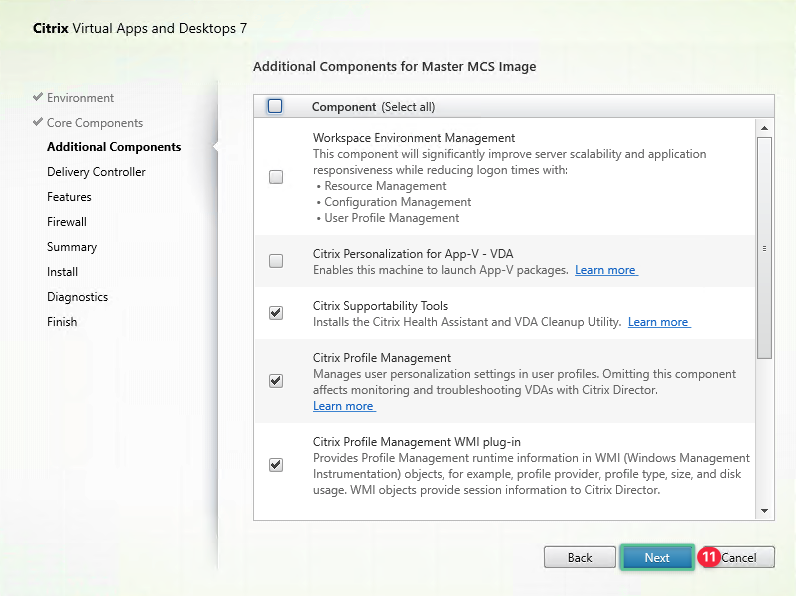 Citrix Virtual Apps and Desktops 7
Additional Components for Master MCS Image
Environment
Core Components
Additional Components
Delivery Controller
Features
Firewall
Summary
Install
Diagnostics
Finish
Component (Select all)
Workspace Environment Management
This component will significantly improve server scalability and application
responsiveness while reducing logon times with:
• Resource Management
• Configuration Management
• User Profile Management
Citrix Personalization for App-V - VDA
Enables this machine to launch App-V packages. Learn more
Citrix Supportability Tools
Installs the Citrix Health Assistant and VDA Cleanup Utility. Learn more
Citrix Profile Management
Manages user personalization settings in user profiles. Omitting this component
affects monitoring and troubleshooting VDAs with Citrix Director.
Learn more
Citrix Profile Management WMI plug-in
Provides Profile Management runtime information in WMI (Windows Management
Instrumentation) objects, for example, profile provider, profile type, size, and disk
usage. WMI objects provide session information to Citrix Director.
Back Next 11 Cancel